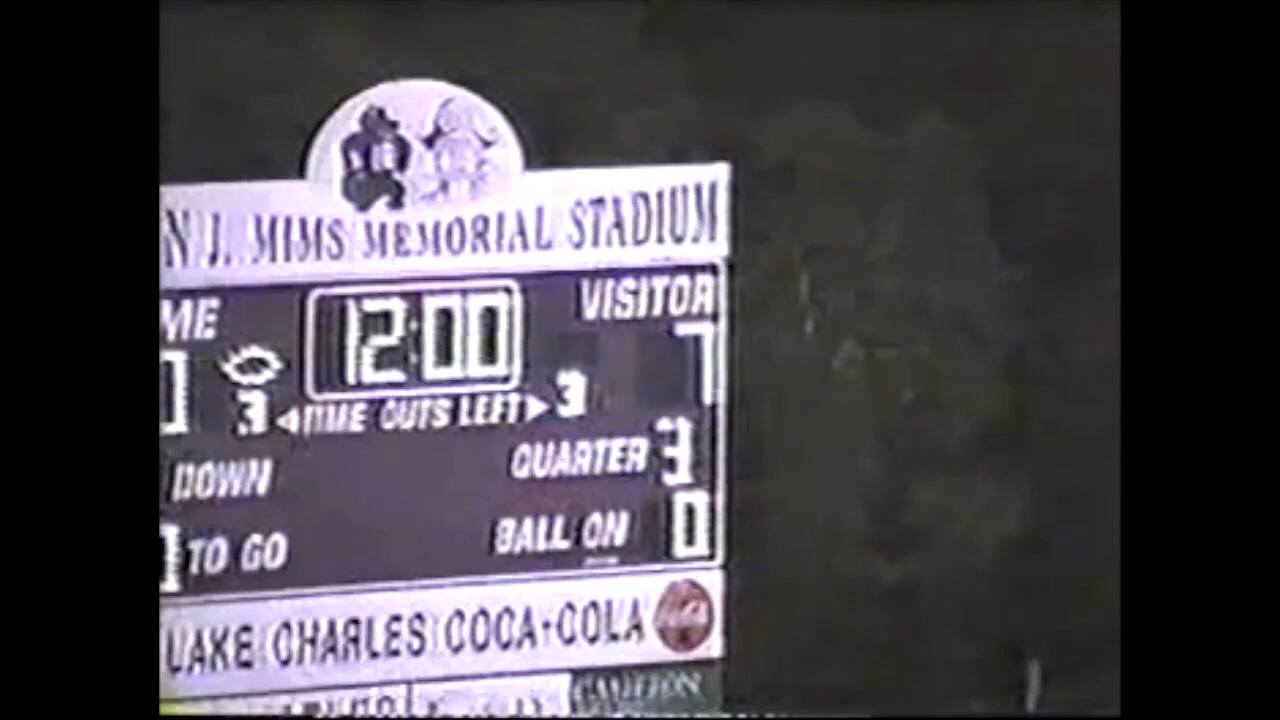 N J. MIMS MEMORIAL STADIUM
ME 12:00 VISITOR
7
3 ◄TIME OUTS LEFT► 3
DOWN QUARTER 3
TO GO BALL ON 0
LAKE CHARLES COCA-COLA